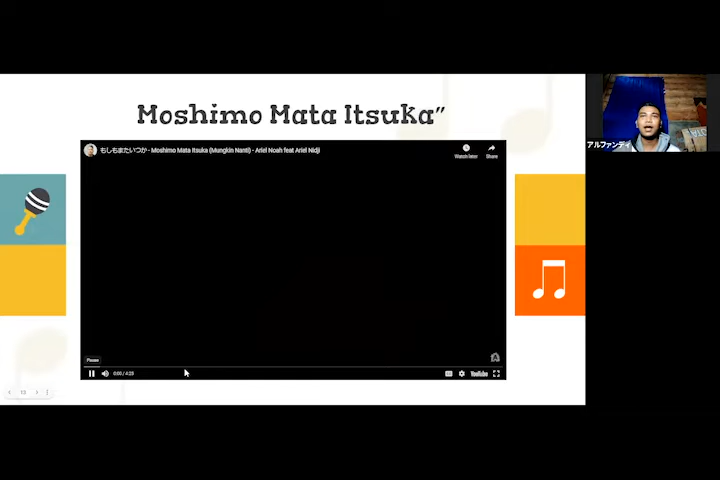 Moshimo Mata Itsuka”
もしもまたいつか - Moshimo Mata Itsuka (Mungkin Nanti) - Ariel Noah feat Ariel Nidji
Watch later
Share
アルファンディ
Pause
0:00 / 4:25
YouTube
13